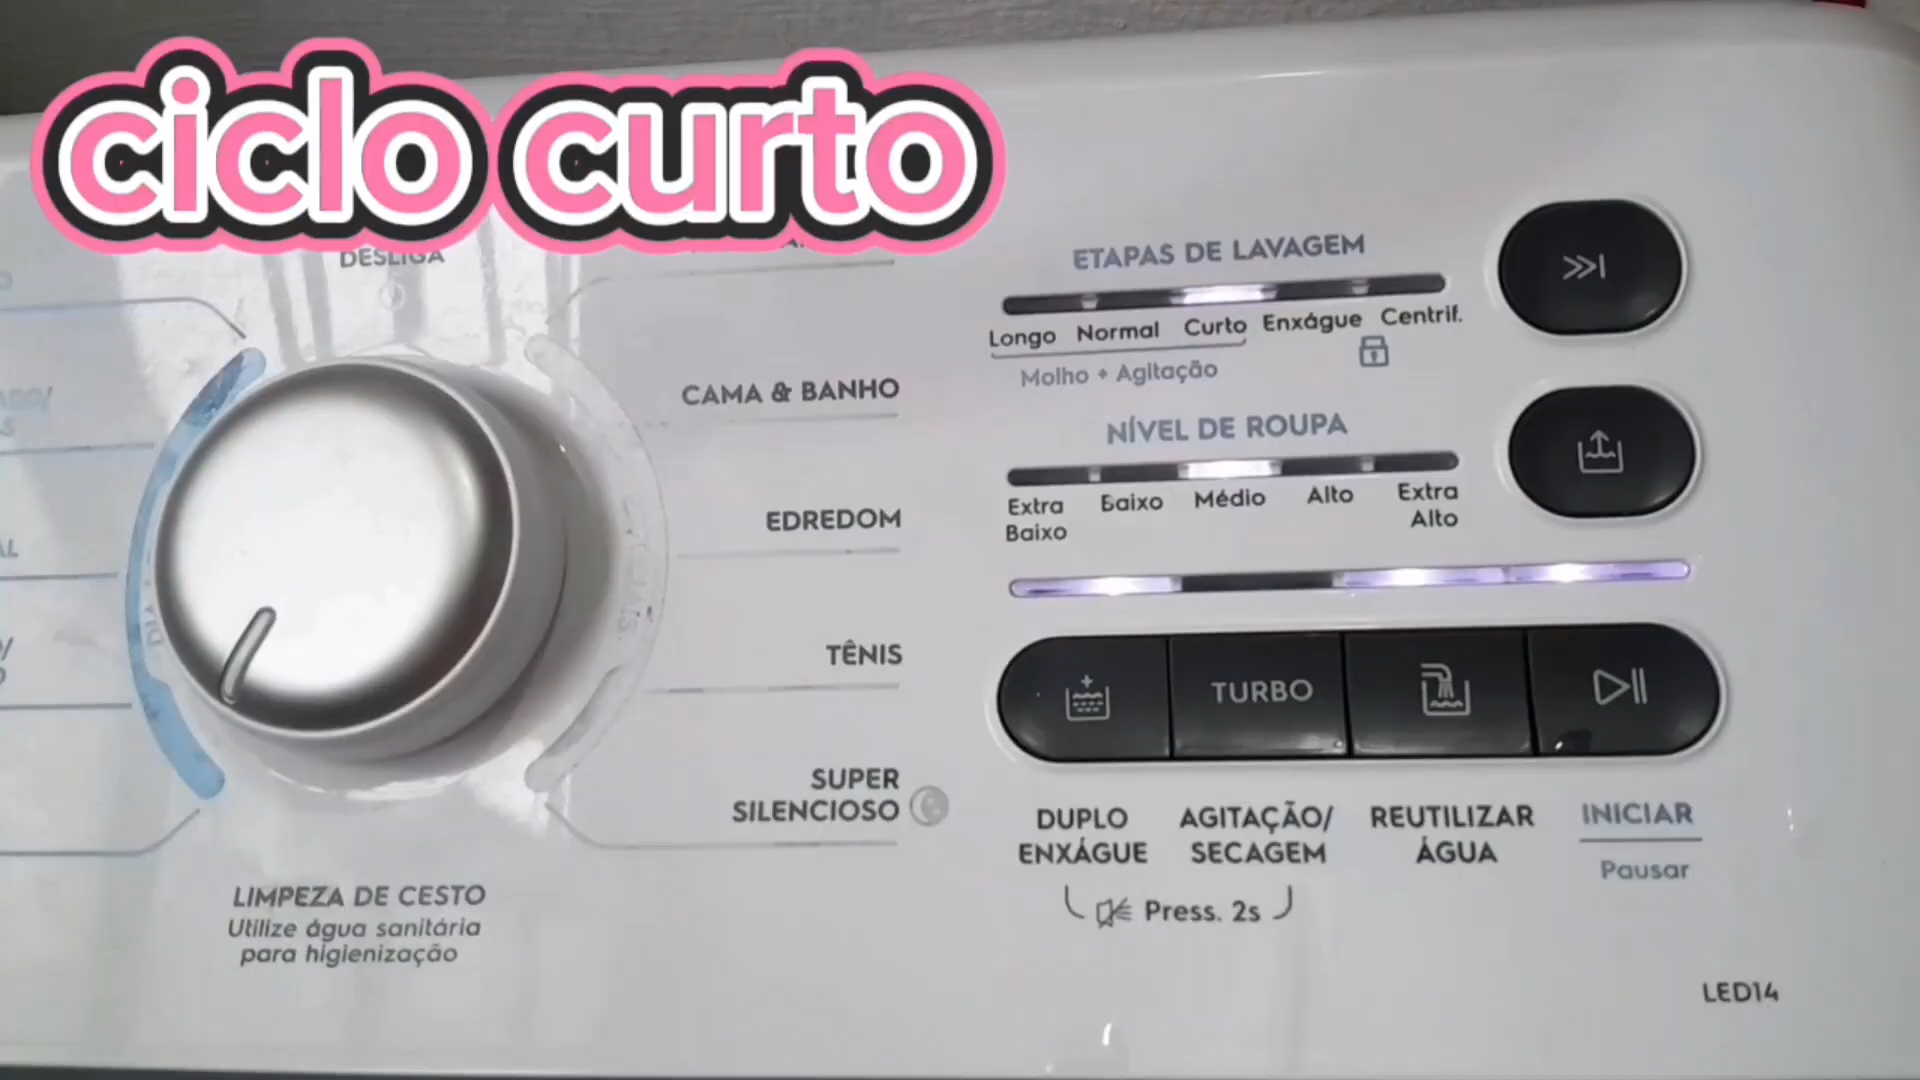 ciclo curto
DESLIGA
CAMA & BANHO
EDREDOM
TÊNIS
SUPER
SILENCIOSO
LIMPEZA DE CESTO
Utilize água sanitária
para higienização
ETAPAS DE LAVAGEM
Longo Normal Curto Enxágue Centrif.
Molho + Agitação
NÍVEL DE ROUPA
Extra Baixo Baixo Médio Alto Extra Alto
TURBO
DUPLO ENXÁGUE
AGITAÇÃO/ SECAGEM
REUTILIZAR ÁGUA
INICIAR
Pausar
Press. 2s
LED14